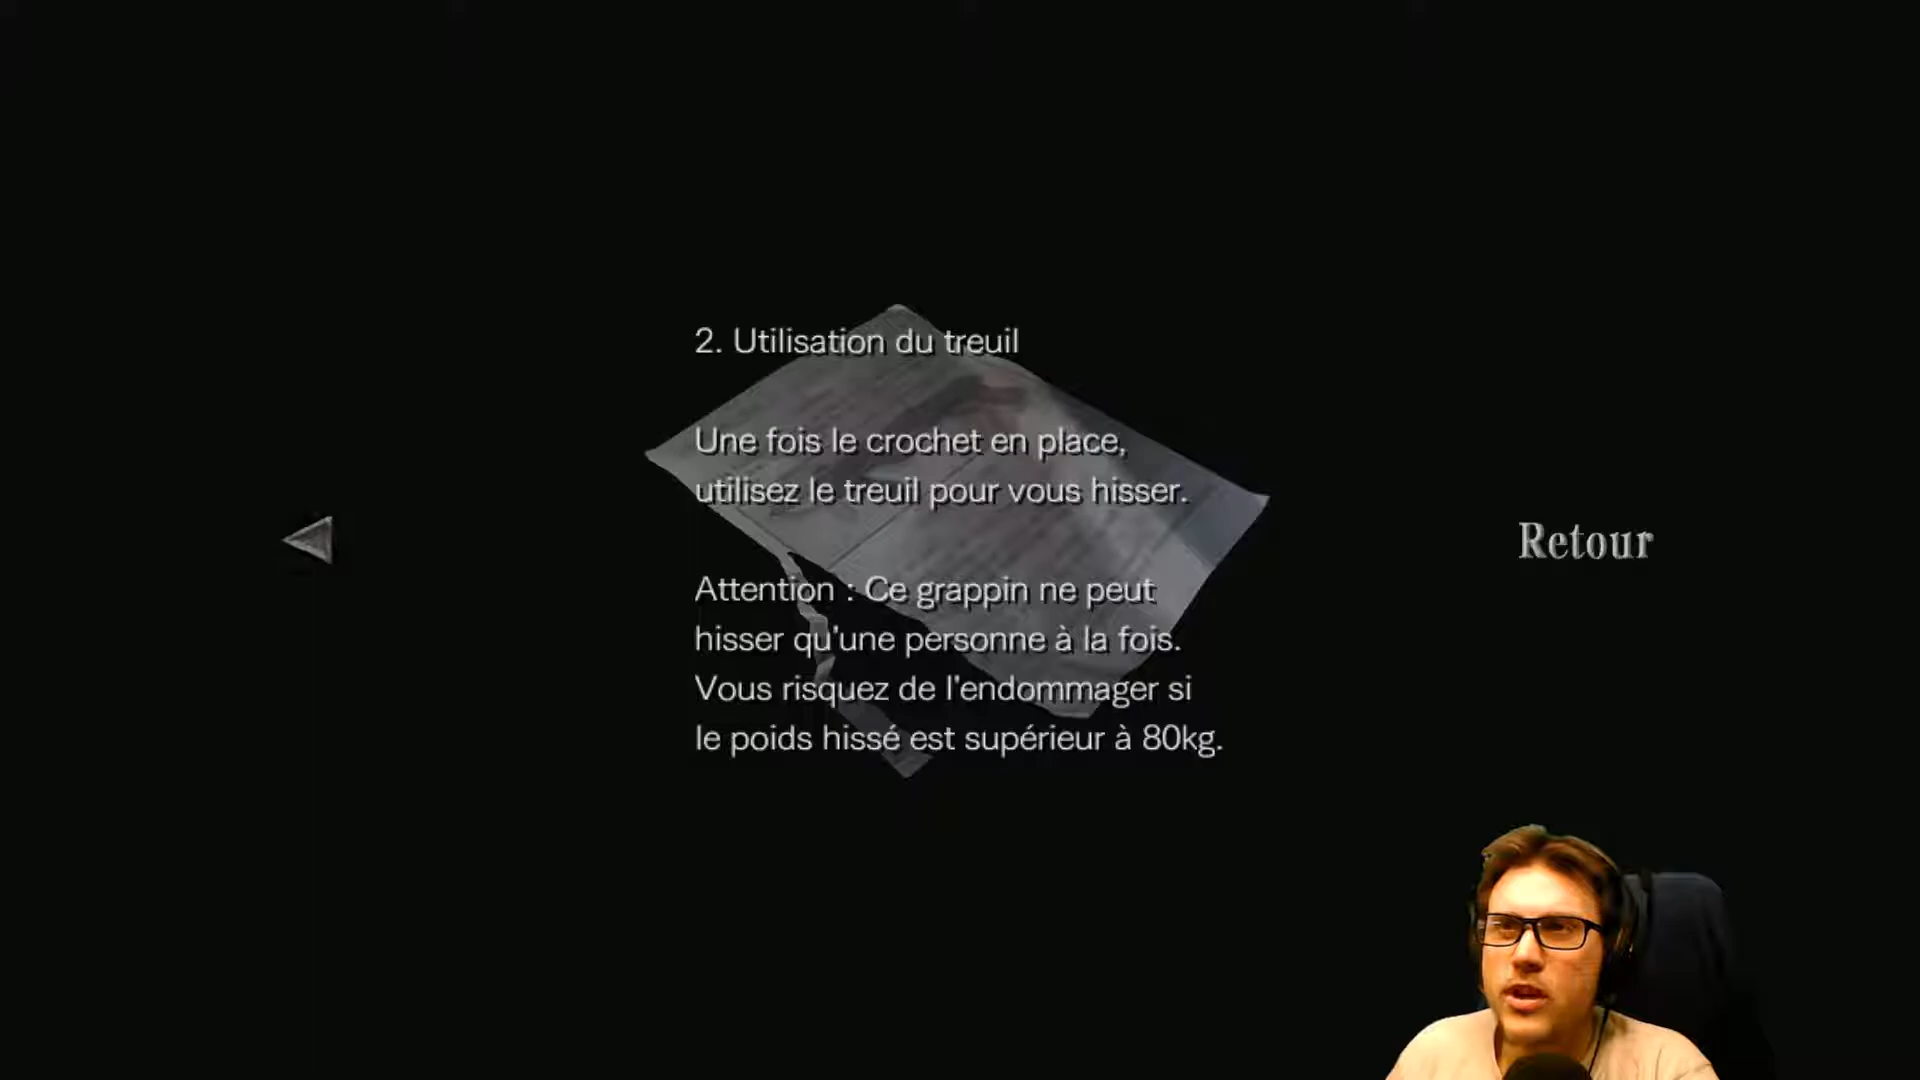 2. Utilisation du treuil
Une fois le crochet en place,
utilisez le treuil pour vous hisser.
Attention : Ce grappin ne peut
hisser qu'une personne à la fois.
Vous risquez de l'endommager si
le poids hissé est supérieur à 80kg.
Retour